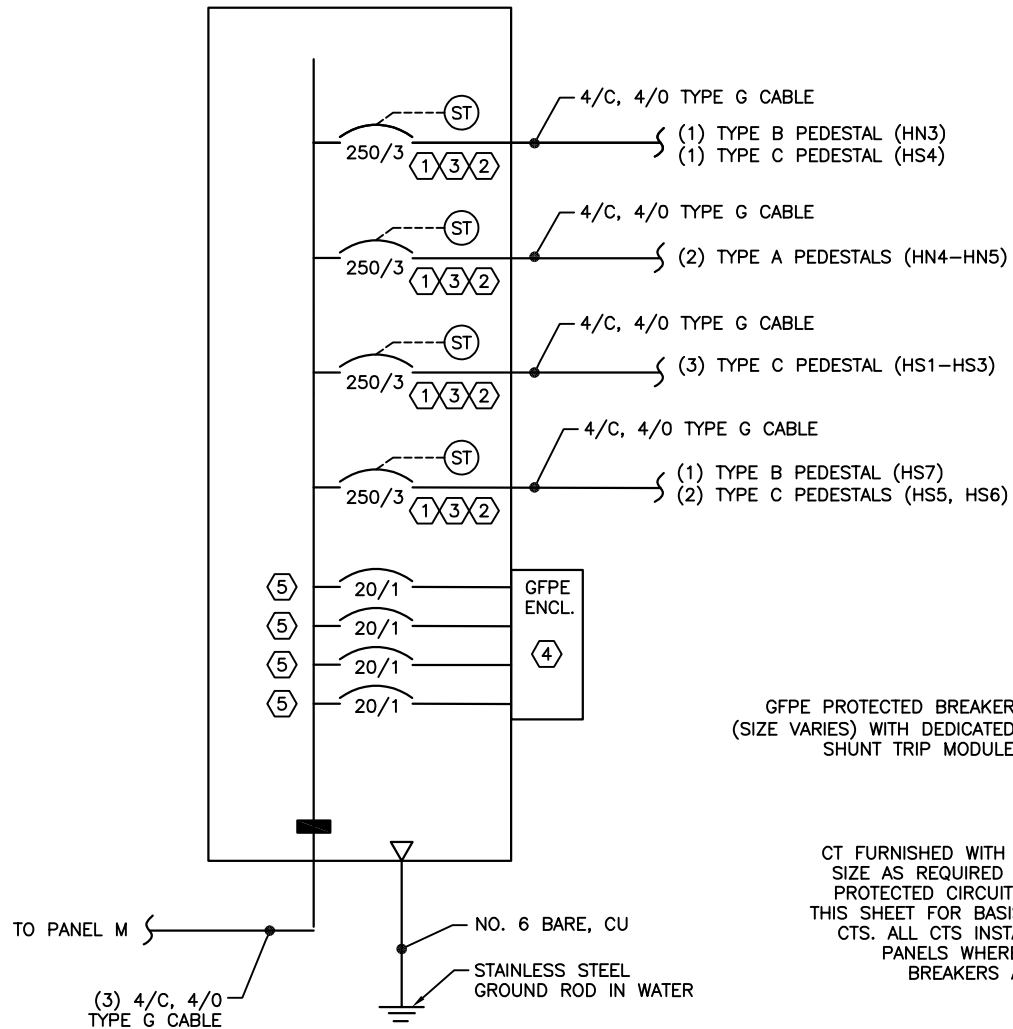 4/C, 4/0 TYPE G CABLE
ST
250/3
1 3 2
(1) TYPE B PEDESTAL (HN3)
(1) TYPE C PEDESTAL (HS4)
4/C, 4/0 TYPE G CABLE
ST
250/3
1 3 2
(2) TYPE A PEDESTALS (HN4-HN5)
4/C, 4/0 TYPE G CABLE
ST
250/3
1 3 2
(3) TYPE C PEDESTAL (HS1-HS3)
4/C, 4/0 TYPE G CABLE
ST
250/3
1 3 2
(1) TYPE B PEDESTAL (HS7)
(2) TYPE C PEDESTALS (HS5, HS6)
5 20/1
5 20/1
5 20/1
5 20/1
GFPE
ENCL.
4
GFPE PROTECTED BREAKER
(SIZE VARIES) WITH DEDICATED
SHUNT TRIP MODULE
CT FURNISHED WITH
SIZE AS REQUIRED
PROTECTED CIRCUIT
THIS SHEET FOR BASI
CTS. ALL CTS INST
PANELS WHERE
BREAKERS
TO PANEL M
(3) 4/C, 4/0
TYPE G CABLE
NO. 6 BARE, CU
STAINLESS STEEL
GROUND ROD IN WATER